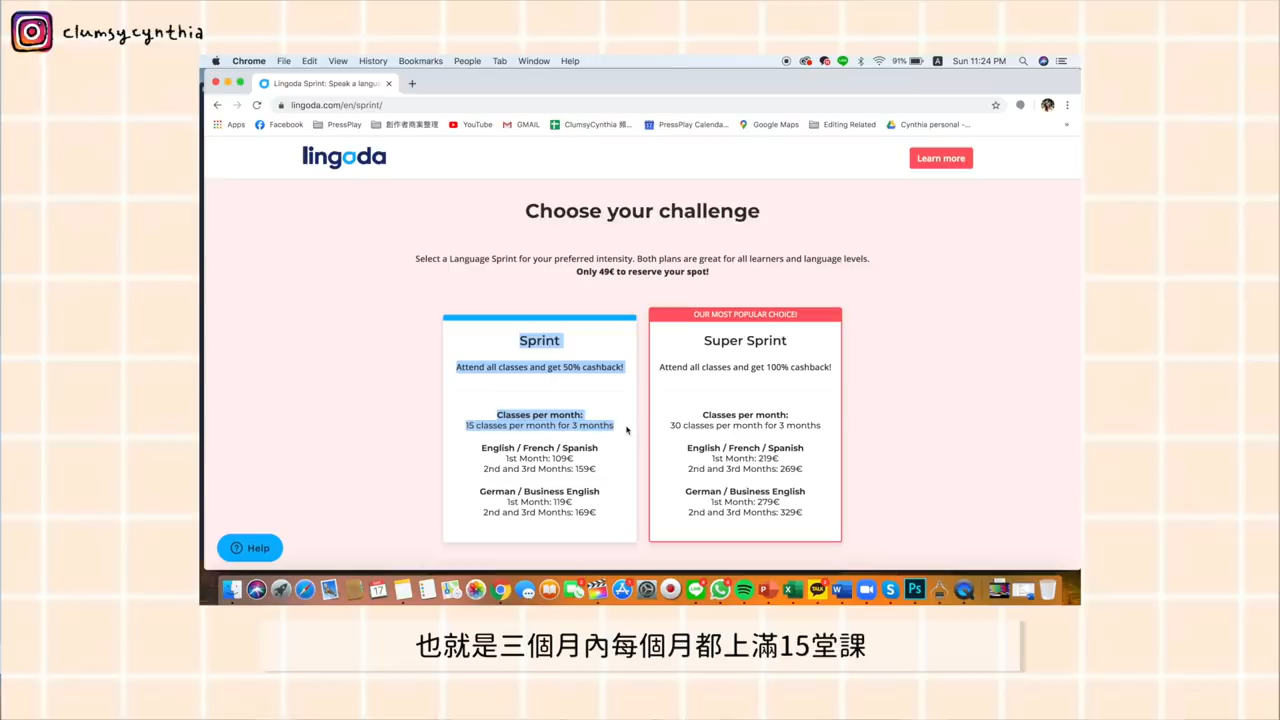 clumsycynthia
Chrome File Edit View History Bookmarks People Tab Window Help 91% Sun 11:24 PM
Lingoda Sprint: Speak a langu
lingoda.com/en/sprint/
Apps Facebook PressPlay 創作者商案整理 YouTube GMAIL ClumsyCynthia 頻... PressPlay Calenda... Google Maps Editing Related Cynthia personal -... »
lingoda
Learn more
Choose your challenge
Select a Language Sprint for your preferred intensity. Both plans are great for all learners and language levels.
Only 49€ to reserve your spot!
Sprint
Attend all classes and get 50% cashback!
Classes per month:
15 classes per month for 3 months
English / French / Spanish
1st Month: 109€
2nd and 3rd Months: 159€
German / Business English
1st Month: 119€
2nd and 3rd Months: 169€
OUR MOST POPULAR CHOICE!
Super Sprint
Attend all classes and get 100% cashback!
Classes per month:
30 classes per month for 3 months
English / French / Spanish
1st Month: 219€
2nd and 3rd Months: 269€
German / Business English
1st Month: 279€
2nd and 3rd Months: 329€
Help
17
TALK
Ps
也就是三個月內每個月都上滿15堂課